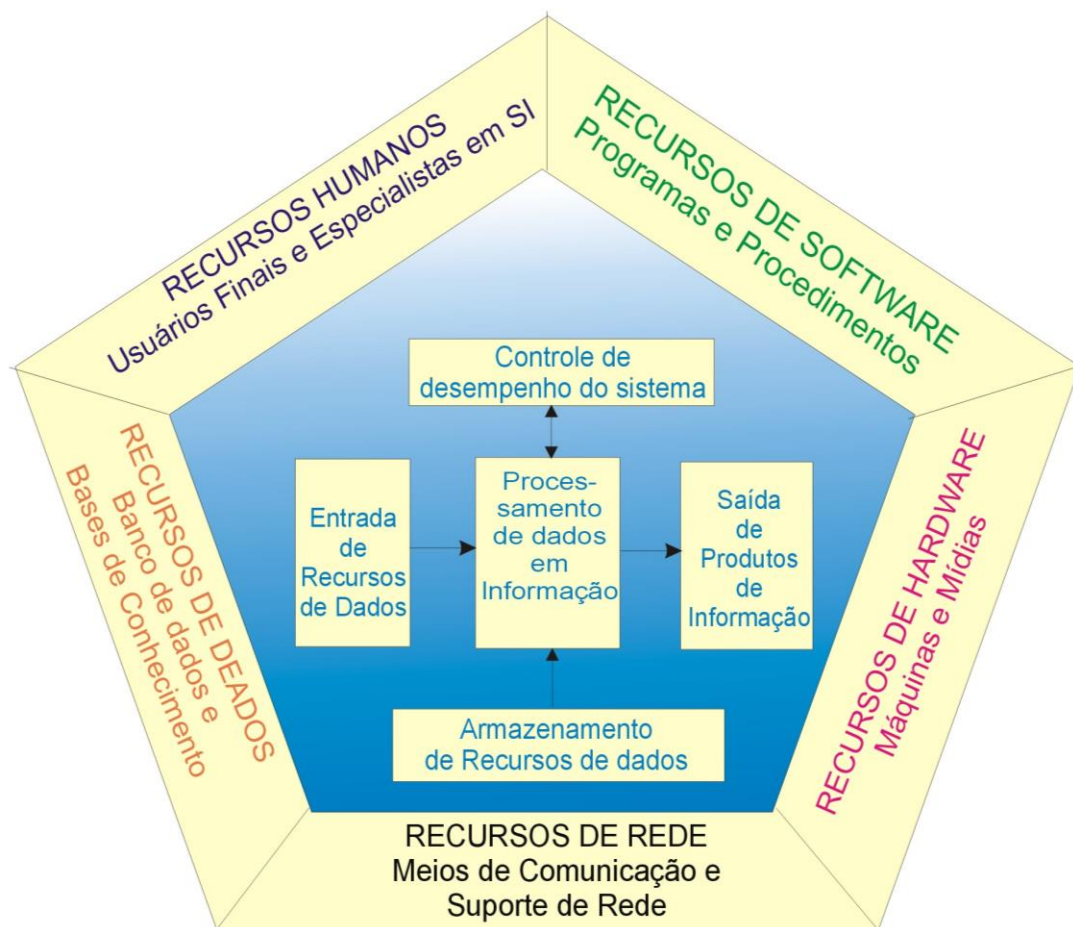 RECURSOS HUMANOS
Usuários Finais e Especialistas em SI
RECURSOS DE SOFTWARE
Programas e Procedimentos
Controle de
desempenho do sistema
Entrada
de
Recursos
de Dados
Proces-
samento
de dados
em
Informação
Saída
de
Produtos
de
Informação
Armazenamento
de Recursos de dados
RECURSOS DE DEADOS
Banco de dados e
Bases de Conhecimento
RECURSOS DE HARDWARE
Máquinas e Mídias
RECURSOS DE REDE
Meios de Comunicação e
Suporte de Rede